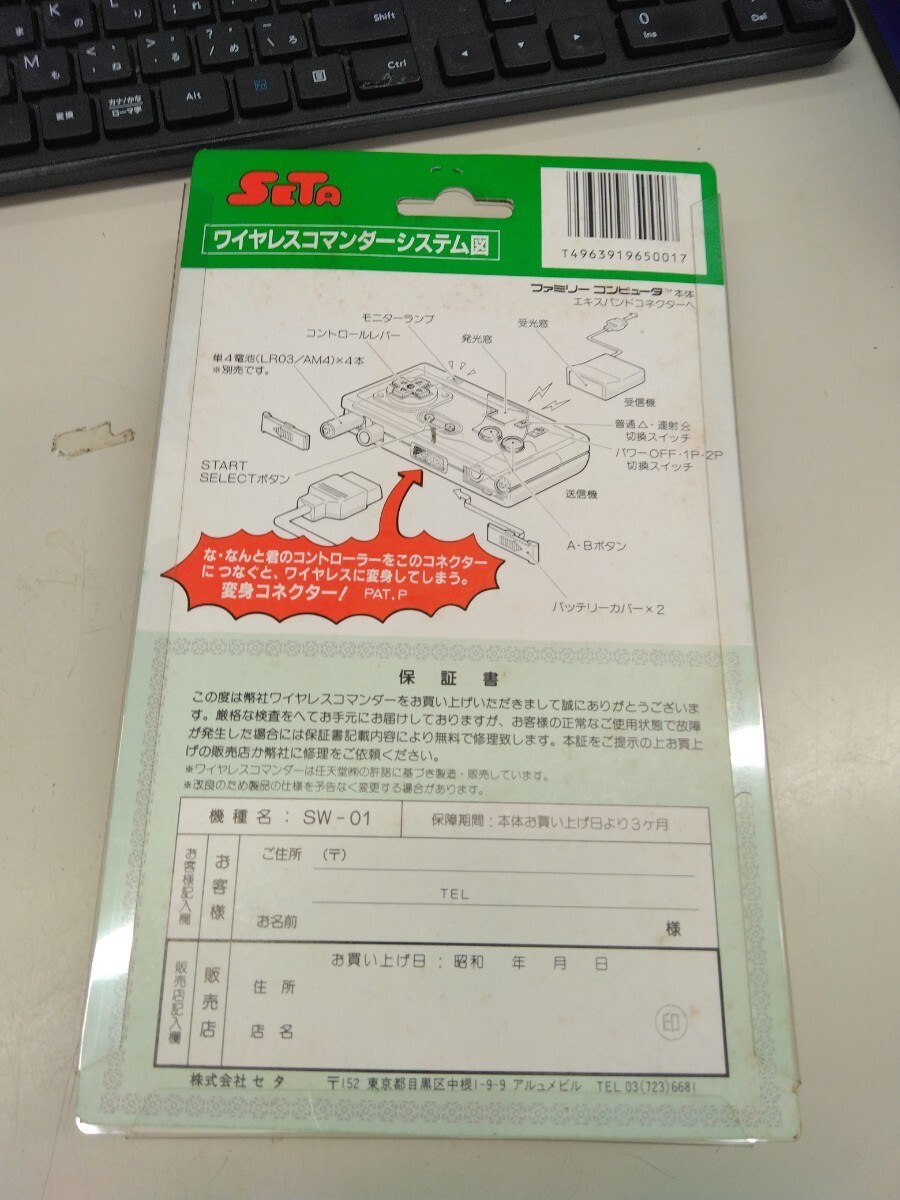 Shift
Ctrl
Alt
変換
カナ/かな
ローマ字
0
Ins
Del
K
の
L
り
M
も
SETA
ワイヤレスコマンダーシステム図
T4963919650017
ファミリー コンピュータ™本体
エキスパンドコネクターへ
モニターランプ
コントロールレバー
発光窓
受光窓
単4電池(LR03/AM4)×4本
※別売です。
受信機
普通△・連射
切換スイッチ
パワーOFF・1P・2P
切換スイッチ
START
SELECTボタン
送信機
A・Bボタン
バッテリーカバー×2
な・なんと君のコントローラーをこのコネクター
につなぐと、ワイヤレスに変身してしまう。
変身コネクター! PAT.P
保証書
この度は幣社ワイヤレスコマンダーをお買い上げいただきまして誠にありがとうございま
す。厳格な検査をへてお手元にお届けしておりますが、お客様の正常なご使用状態で故障
が発生した場合には保証書記載内容により無料で修理致します。本証をご提示の上お買上
げの販売店か幣社に修理をご依頼ください。
※ワイヤレスコマンダーは任天堂㈱の許諾に基づき製造・販売しています。
※改良のため製品の仕様を予告なく変更する場合があります。
機種名: SW-01
保障期間:本体お買い上げ日より3ヶ月
お客様記入欄
お客様
ご住所 (〒)
TEL
お名前
様
販売店記入欄
販売店
お買い上げ日: 昭和 年 月 日
住所
店名
印
株式会社セタ 〒152 東京都目黒区中根1-9-9 アルュメビル TEL 03(723)6681